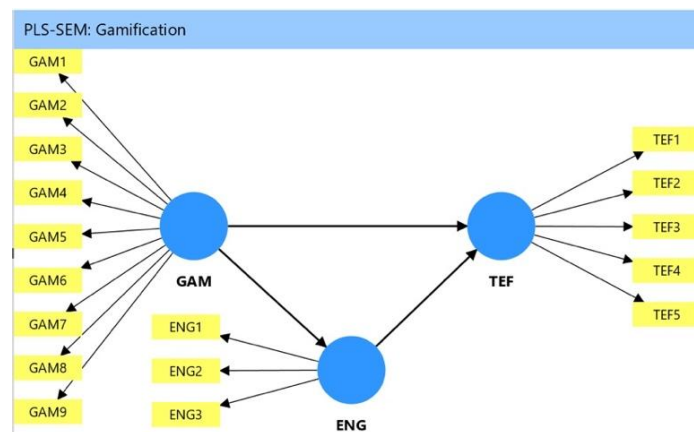 PLS-SEM: Gamification
GAM1
GAM2
GAM3
GAM4
GAM5
GAM6
GAM7
GAM8
GAM9
GAM
ENG1
ENG2
ENG3
ENG
TEF
TEF1
TEF2
TEF3
TEF4
TEF5